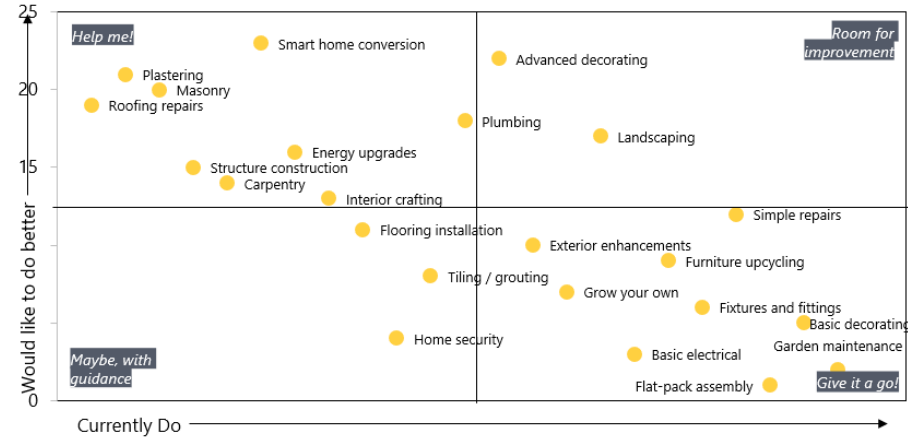 25
Help me!
Room for
improvement
Smart home conversion
Advanced decorating
Plastering
20
Masonry
Roofing repairs
Plumbing
Landscaping
Energy upgrades
15
Structure construction
Carpentry
Interior crafting
Simple repairs
Flooring installation
Exterior enhancements
Furniture upcycling
Tiling / grouting
Grow your own
Fixtures and fittings
Basic decorating
Home security
Garden maintenance
Basic electrical
Maybe, with
guidance
Flat-pack assembly
Give it a go!
0
Would like to do better
Currently Do